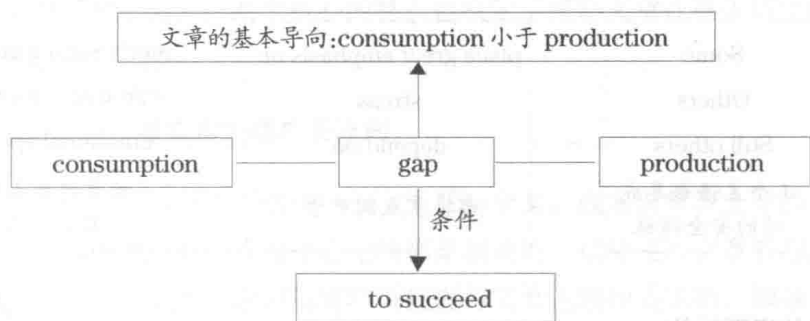 文章的基本导向:consumption 小于 production
consumption
gap
production
条件
to succeed